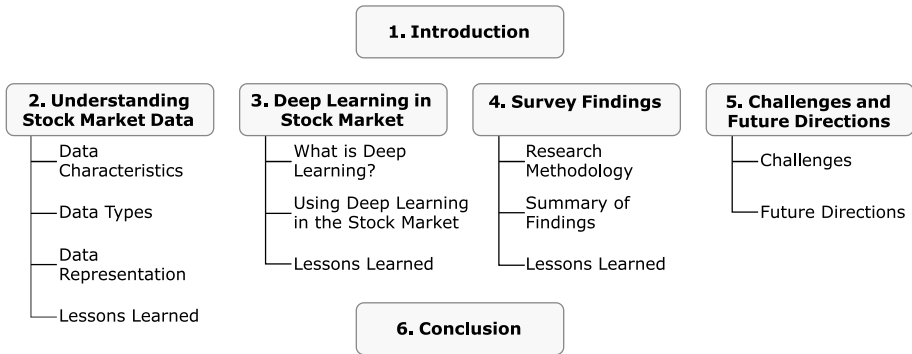 1. Introduction
2. Understanding
Stock Market Data
Data
Characteristics
Data Types
Data
Representation
Lessons Learned
3. Deep Learning in
Stock Market
What is Deep
Learning?
Using Deep Learning
in the Stock Market
Lessons Learned
4. Survey Findings
Research
Methodology
Summary of
Findings
Lessons Learned
5. Challenges and
Future Directions
Challenges
Future Directions
6. Conclusion